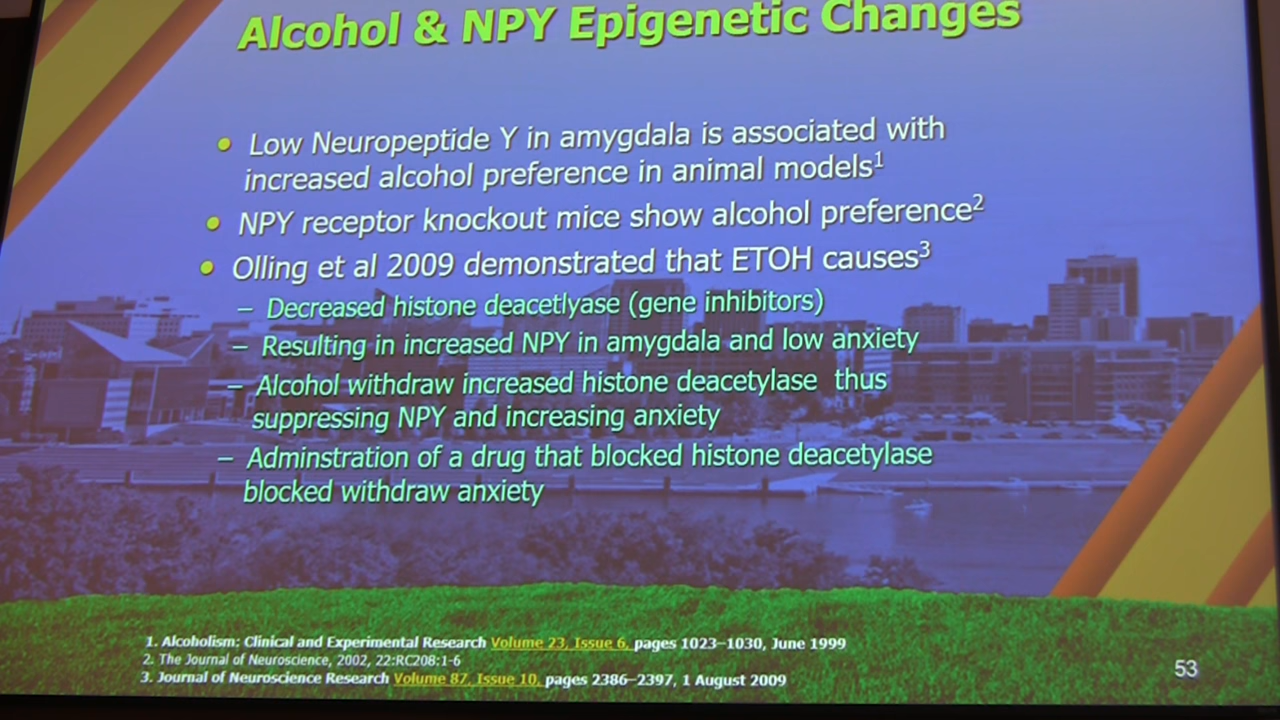 Alcohol & NPY Epigenetic Changes
• Low Neuropeptide Y in amygdala is associated with
increased alcohol preference in animal models1
• NPY receptor knockout mice show alcohol preference2
• Olling et al 2009 demonstrated that ETOH causes3
– Decreased histone deacetlyase (gene inhibitors)
– Resulting in increased NPY in amygdala and low anxiety
– Alcohol withdraw increased histone deacetylase thus
suppressing NPY and increasing anxiety
– Adminstration of a drug that blocked histone deacetylase
blocked withdraw anxiety
1. Alcoholism: Clinical and Experimental Research Volume 23, Issue 6, pages 1023–1030, June 1999
2. The Journal of Neuroscience, 2002, 22:RC208:1-6
3. Journal of Neuroscience Research Volume 87, Issue 10, pages 2386–2397, 1 August 2009
53